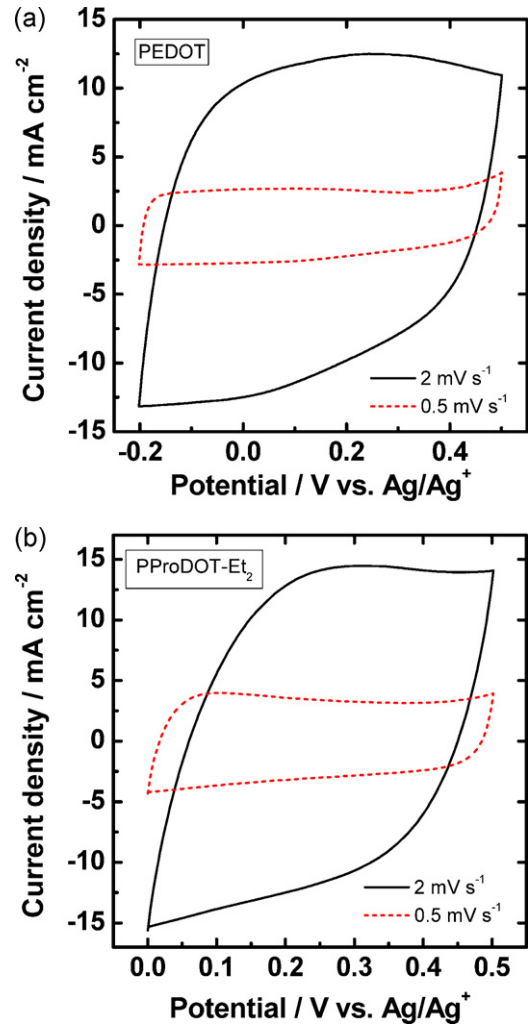 (a)
PEDOT
15
10
5
0
-5
-10
-15
Current density / mA cm⁻²
2 mV s⁻¹
0.5 mV s⁻¹
-0.2 0.0 0.2 0.4
Potential / V vs. Ag/Ag⁺
(b)
PProDOT-Et₂
15
10
5
0
-5
-10
-15
Current density / mA cm⁻²
2 mV s⁻¹
0.5 mV s⁻¹
0.0 0.1 0.2 0.3 0.4 0.5
Potential / V vs. Ag/Ag⁺